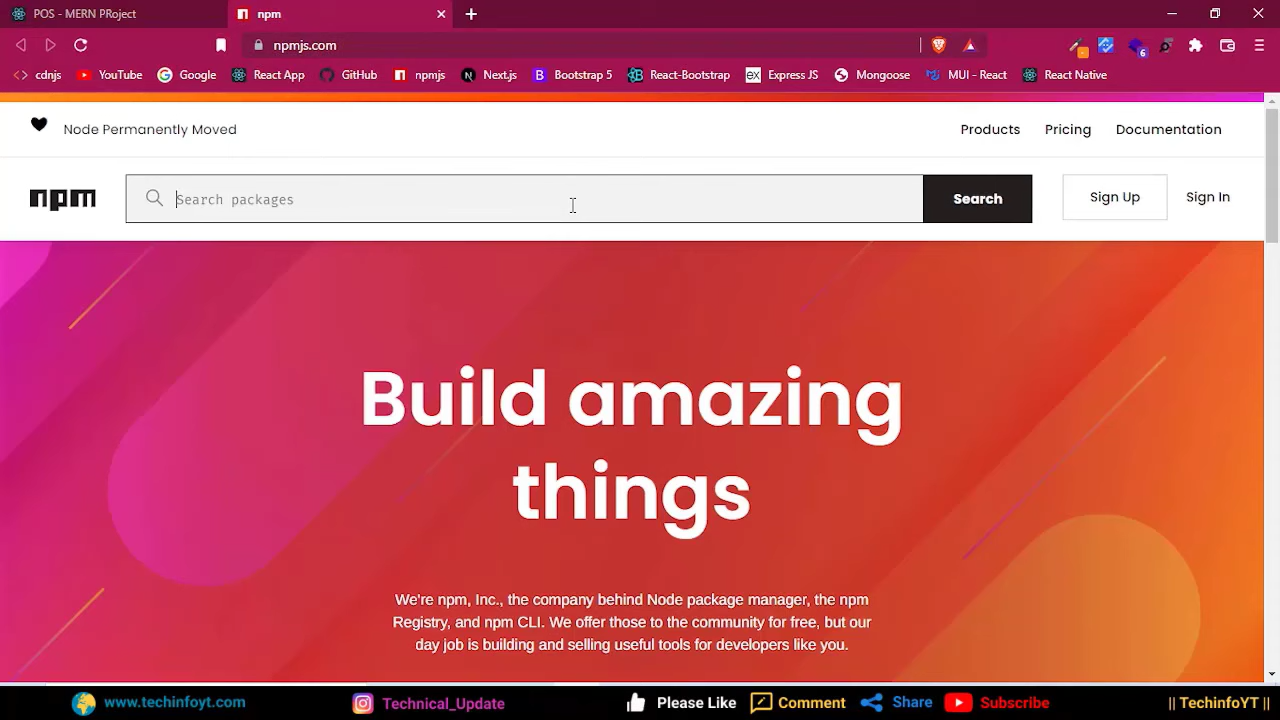 POS - MERN PRoject
npm
npmjs.com
6
cdnjs
YouTube
Google
React App
GitHub
npmjs
Next.js
Bootstrap 5
React-Bootstrap
Express JS
Mongoose
MUI - React
React Native
Node Permanently Moved
Products
Pricing
Documentation
npm
Search packages
Search
Sign Up
Sign In
Build amazing
things
We're npm, Inc., the company behind Node package manager, the npm
Registry, and npm CLI. We offer those to the community for free, but our
day job is building and selling useful tools for developers like you.
www.techinfoyt.com
Technical_Update
Please Like
Comment
Share
Subscribe
|| TechinfoYT ||